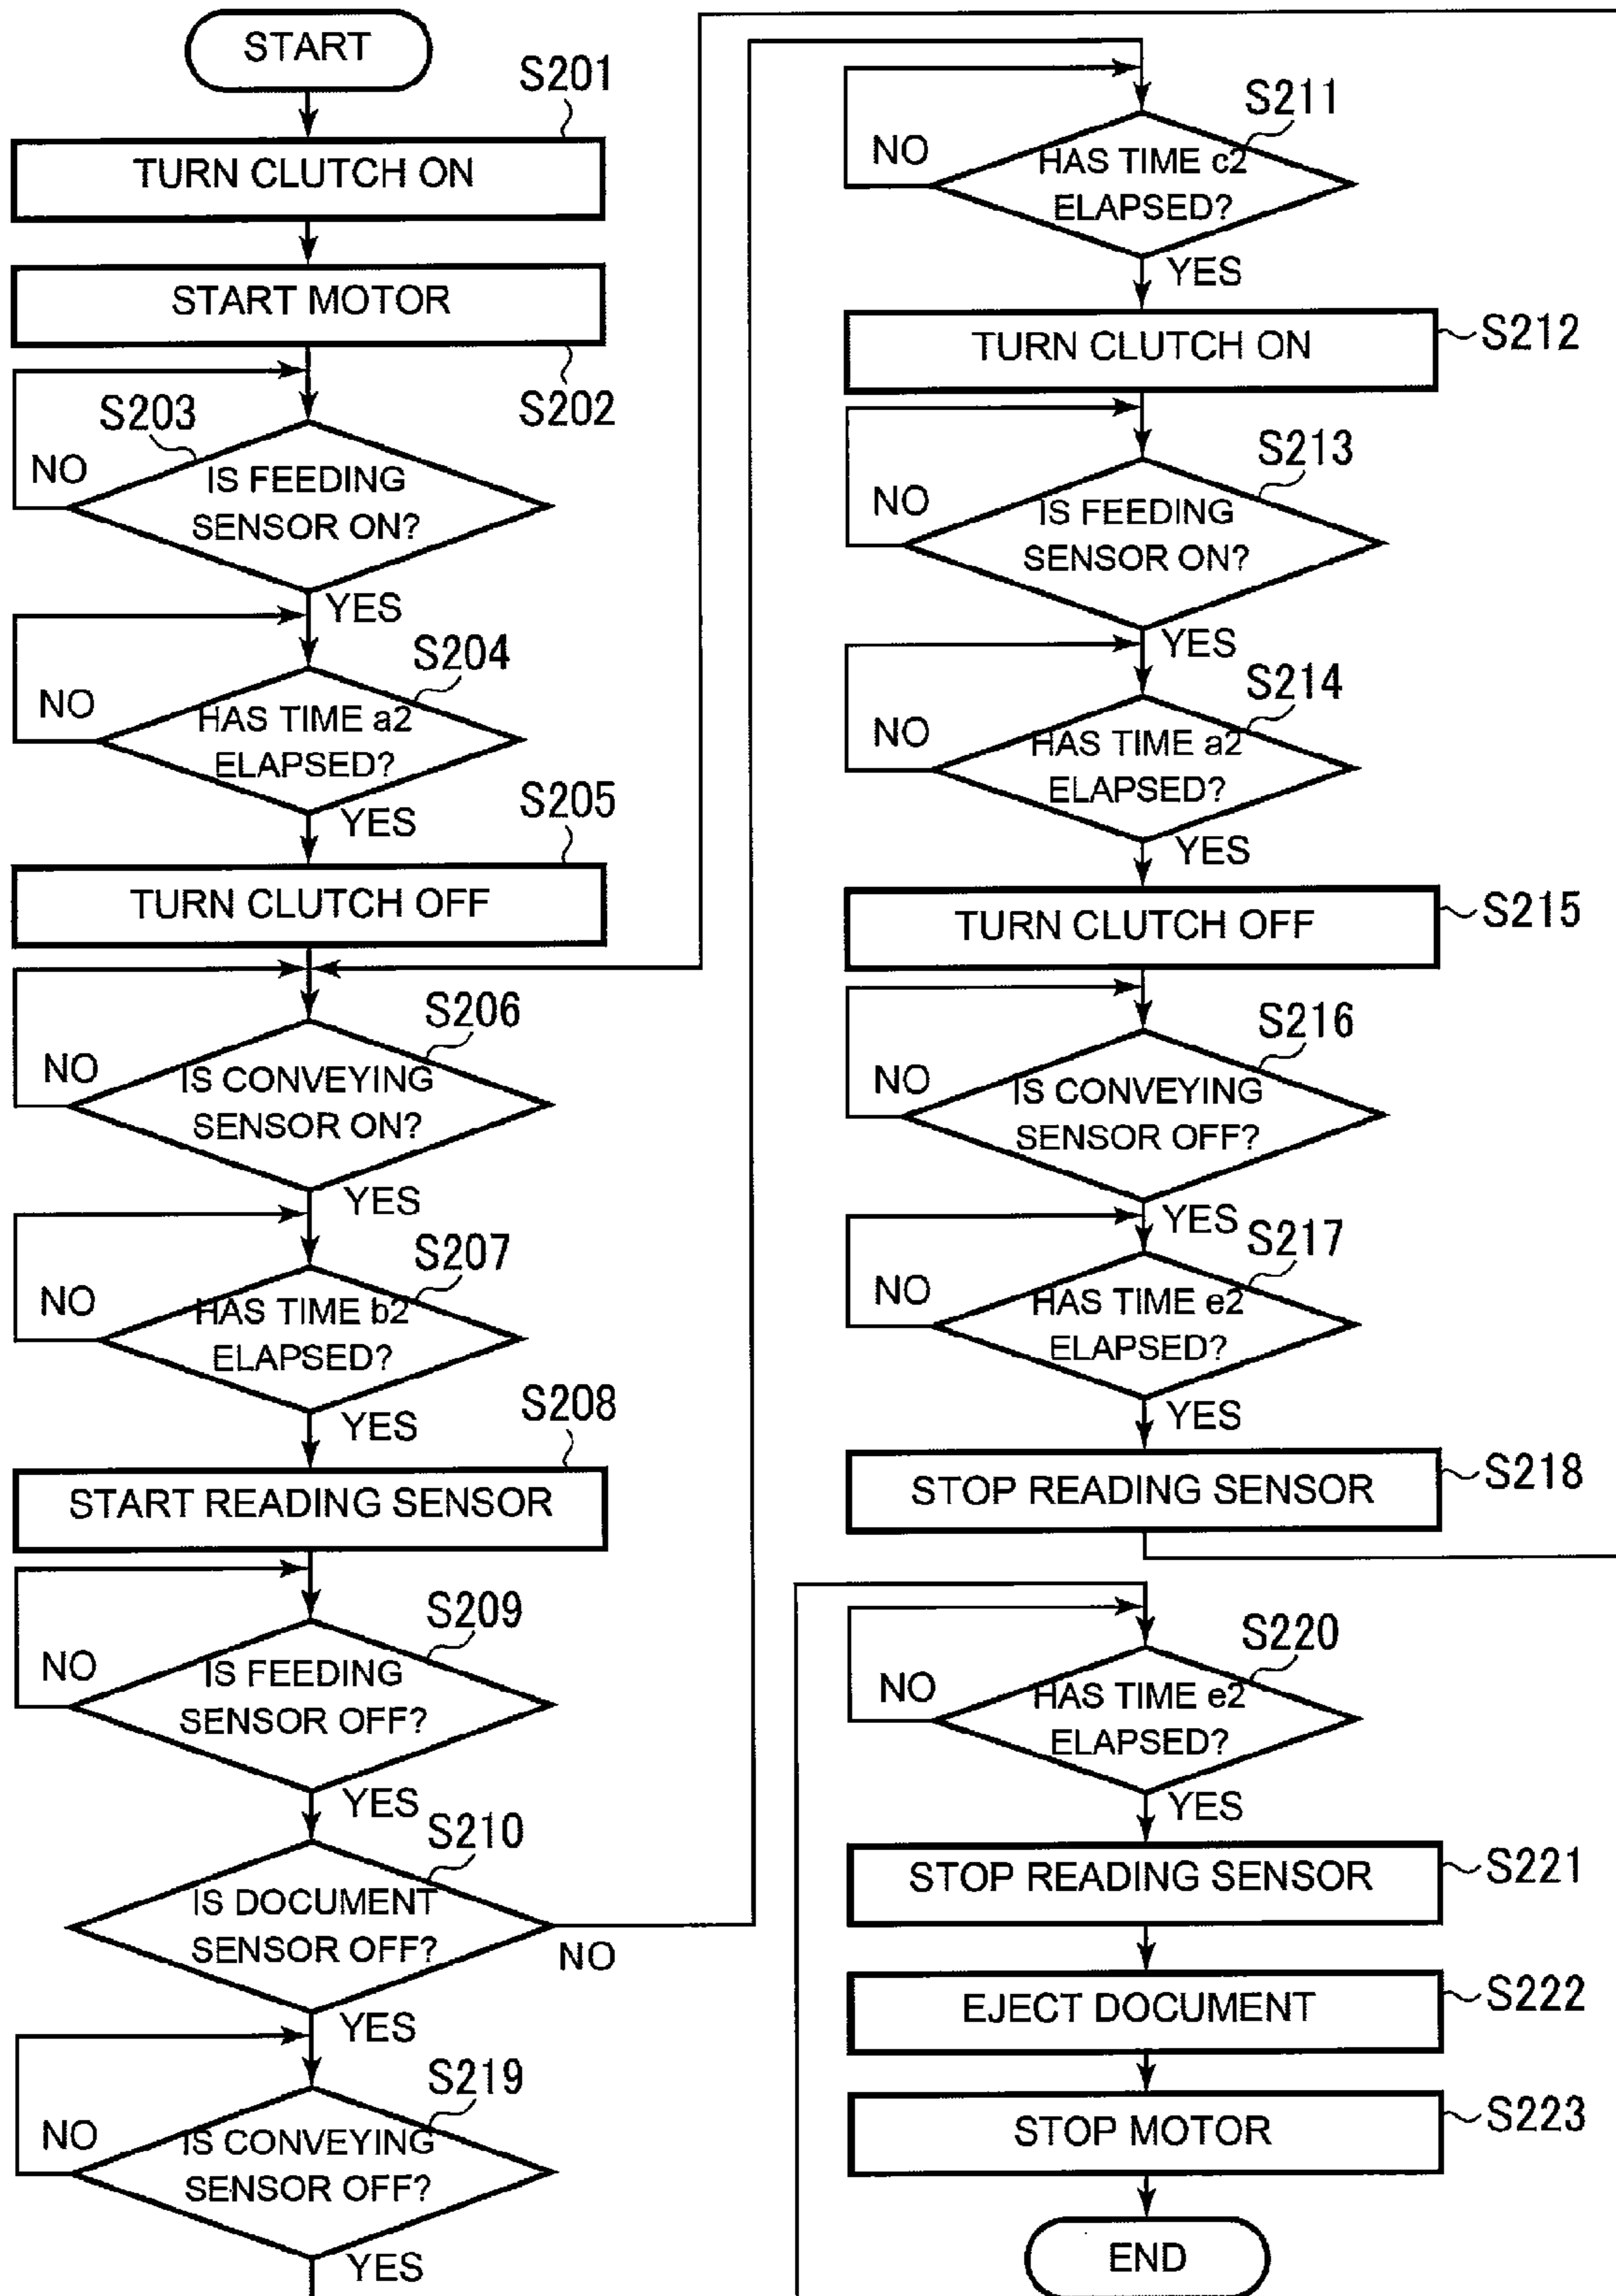 START
S201
TURN CLUTCH ON
START MOTOR
S202
S203
NO
IS FEEDING
SENSOR ON?
YES
S204
NO
HAS TIME a2
ELAPSED?
YES
S205
TURN CLUTCH OFF
S206
NO
IS CONVEYING
SENSOR ON?
YES
S207
NO
HAS TIME b2
ELAPSED?
YES
S208
START READING SENSOR
S209
NO
IS FEEDING
SENSOR OFF?
YES
S210
IS DOCUMENT
SENSOR OFF?
NO
YES
S219
NO
IS CONVEYING
SENSOR OFF?
YES
S211
NO
HAS TIME c2
ELAPSED?
YES
S212
TURN CLUTCH ON
S213
NO
IS FEEDING
SENSOR ON?
YES
S214
NO
HAS TIME a2
ELAPSED?
YES
TURN CLUTCH OFF
S215
S216
NO
IS CONVEYING
SENSOR OFF?
YES
S217
NO
HAS TIME e2
ELAPSED?
YES
STOP READING SENSOR
S218
S220
NO
HAS TIME e2
ELAPSED?
YES
STOP READING SENSOR
S221
EJECT DOCUMENT
S222
STOP MOTOR
S223
END